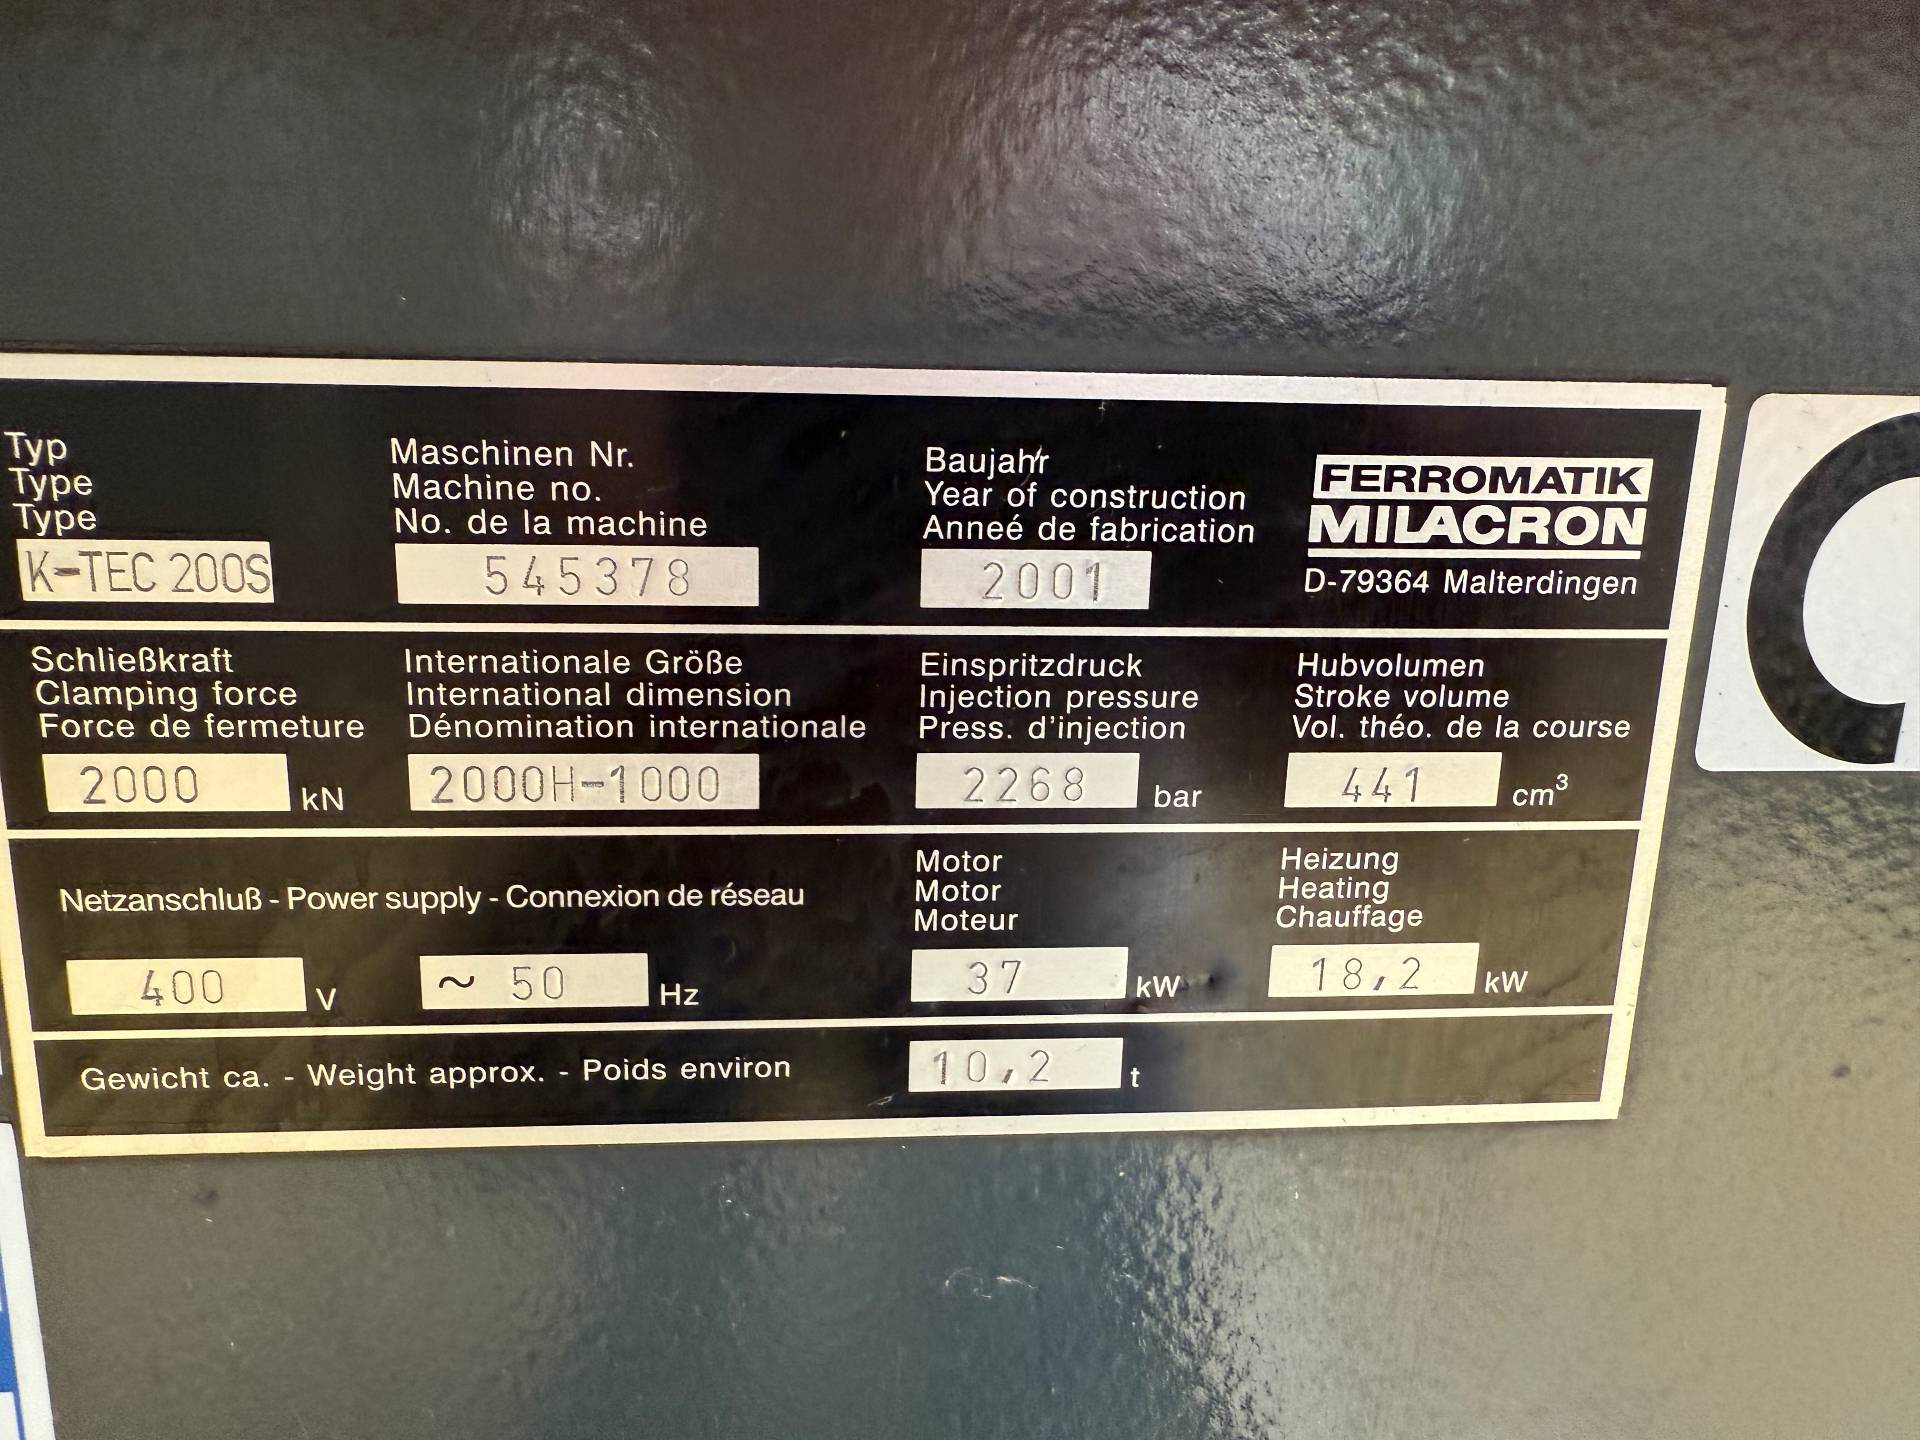 Typ
Type
Type
K-TEC 200S
Maschinen Nr.
Machine no.
No. de la machine
545378
Baujahr
Year of construction
Anneé de fabrication
2001
FERROMATIK
MILACRON
D-79364 Malterdingen
Schließkraft
Clamping force
Force de fermeture
2000 kN
Internationale Größe
International dimension
Dénomination internationale
2000H-1000
Einspritzdruck
Injection pressure
Press. d'injection
2268 bar
Hubvolumen
Stroke volume
Vol. théo. de la course
441 cm³
Netzanschluß - Power supply - Connexion de réseau
400 V ~ 50 Hz
Motor
Motor
Moteur
37 kW
Heizung
Heating
Chauffage
18,2 kW
Gewicht ca. - Weight approx. - Poids environ
10,2 t